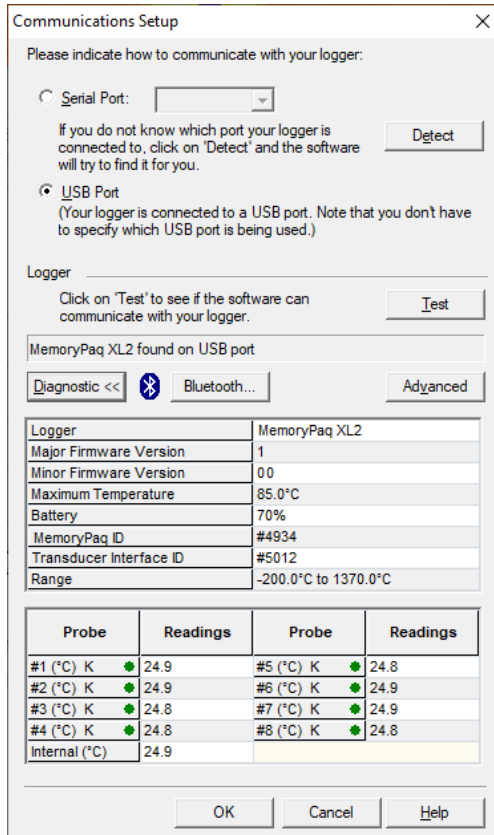 Communications Setup
Please indicate how to communicate with your logger:
Serial Port:
If you do not know which port your logger is
connected to, click on 'Detect' and the software
will try to find it for you.
Detect
USB Port
(Your logger is connected to a USB port. Note that you don't have
to specify which USB port is being used.)
Logger
Click on 'Test' to see if the software can
communicate with your logger.
Test
MemoryPaq XL2 found on USB port
Diagnostic << Bluetooth... Advanced
Logger MemoryPaq XL2
Major Firmware Version 1
Minor Firmware Version 00
Maximum Temperature 85.0°C
Battery 70%
MemoryPaq ID #4934
Transducer Interface ID #5012
Range -200.0°C to 1370.0°C
Probe Readings Probe Readings
#1 (°C) K 24.9 #5 (°C) K 24.8
#2 (°C) K 24.9 #6 (°C) K 24.9
#3 (°C) K 24.8 #7 (°C) K 24.9
#4 (°C) K 24.8 #8 (°C) K 24.8
Internal (°C) 24.9
OK Cancel Help